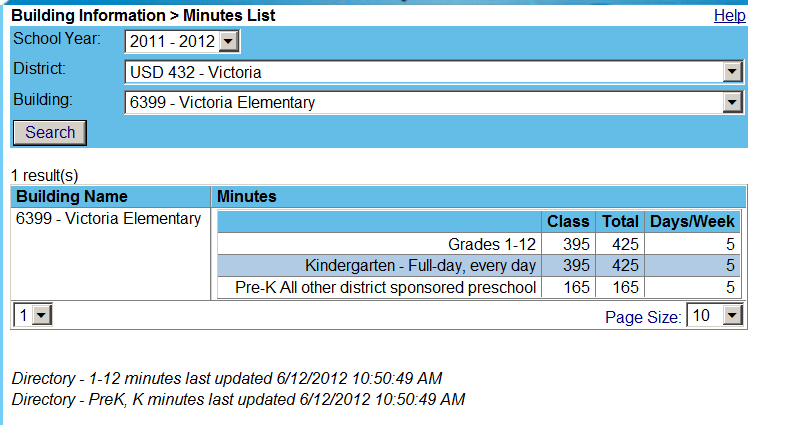 Building Information > Minutes List Help
School Year: 2011 - 2012
District: USD 432 - Victoria
Building: 6399 - Victoria Elementary
Search
1 result(s)
Building Name Minutes
6399 - Victoria Elementary
Class Total Days/Week
Grades 1-12 395 425 5
Kindergarten - Full-day, every day 395 425 5
Pre-K All other district sponsored preschool 165 165 5
1 Page Size: 10
Directory - 1-12 minutes last updated 6/12/2012 10:50:49 AM
Directory - PreK, K minutes last updated 6/12/2012 10:50:49 AM